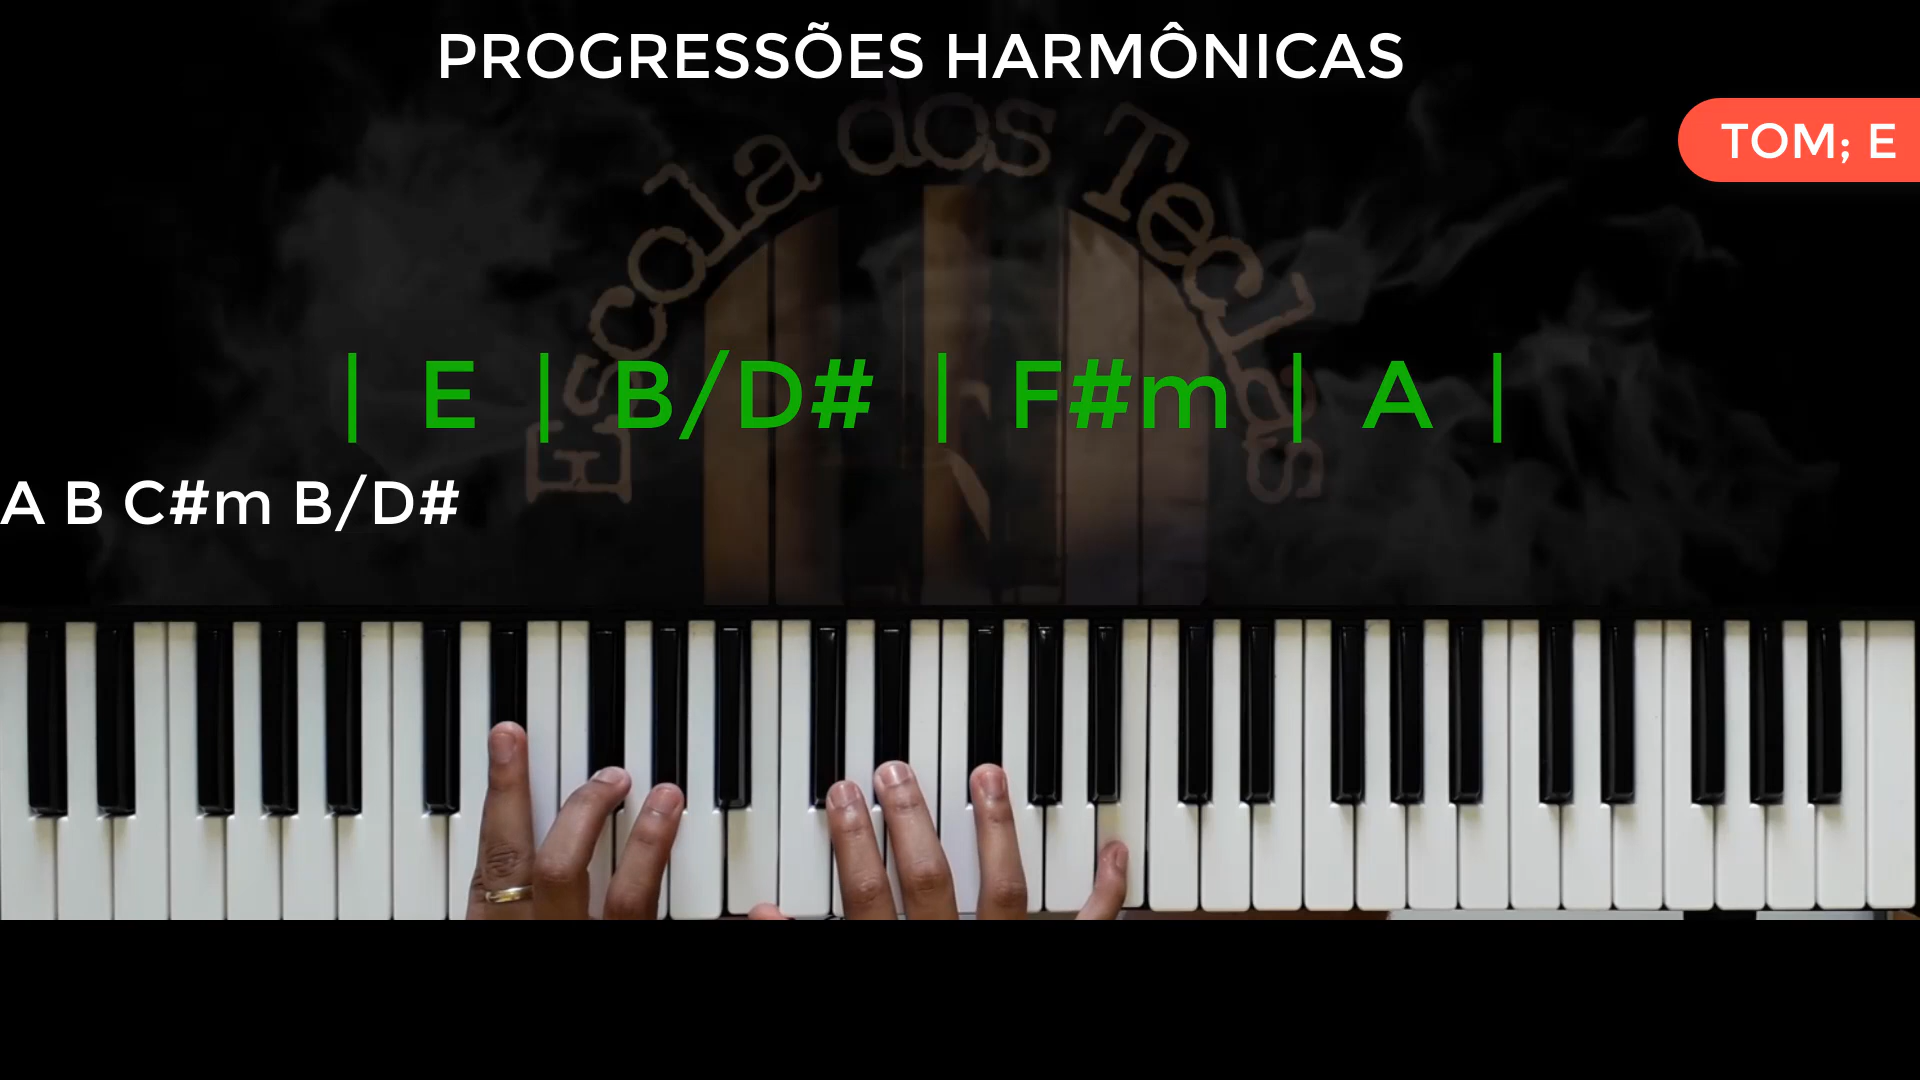 PROGRESSÕES HARMÔNICAS
TOM; E
Escola dos Teclas
| E | B/D# | F#m | A |
A B C#m B/D#